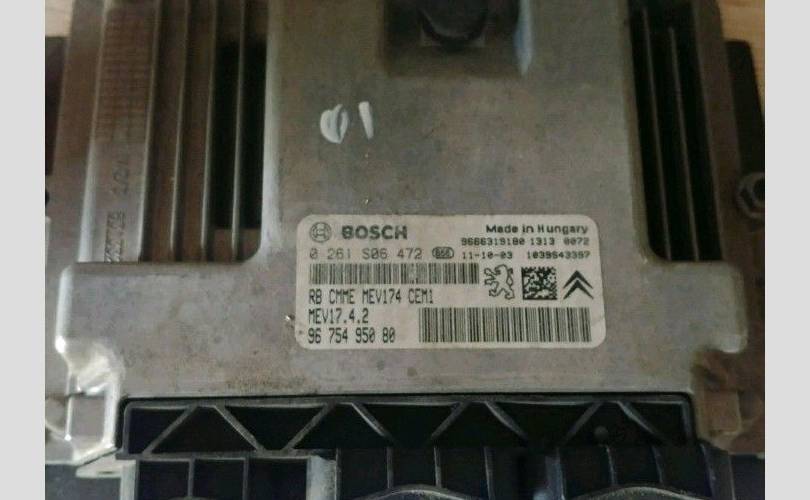 01
BOSCH
Made in Hungary
9666319180 1313 0072
0 261 S06 472
11-10-03 1039S43397
RB CMME MEV174 CEM1
MEV17.4.2
96 754 950 80